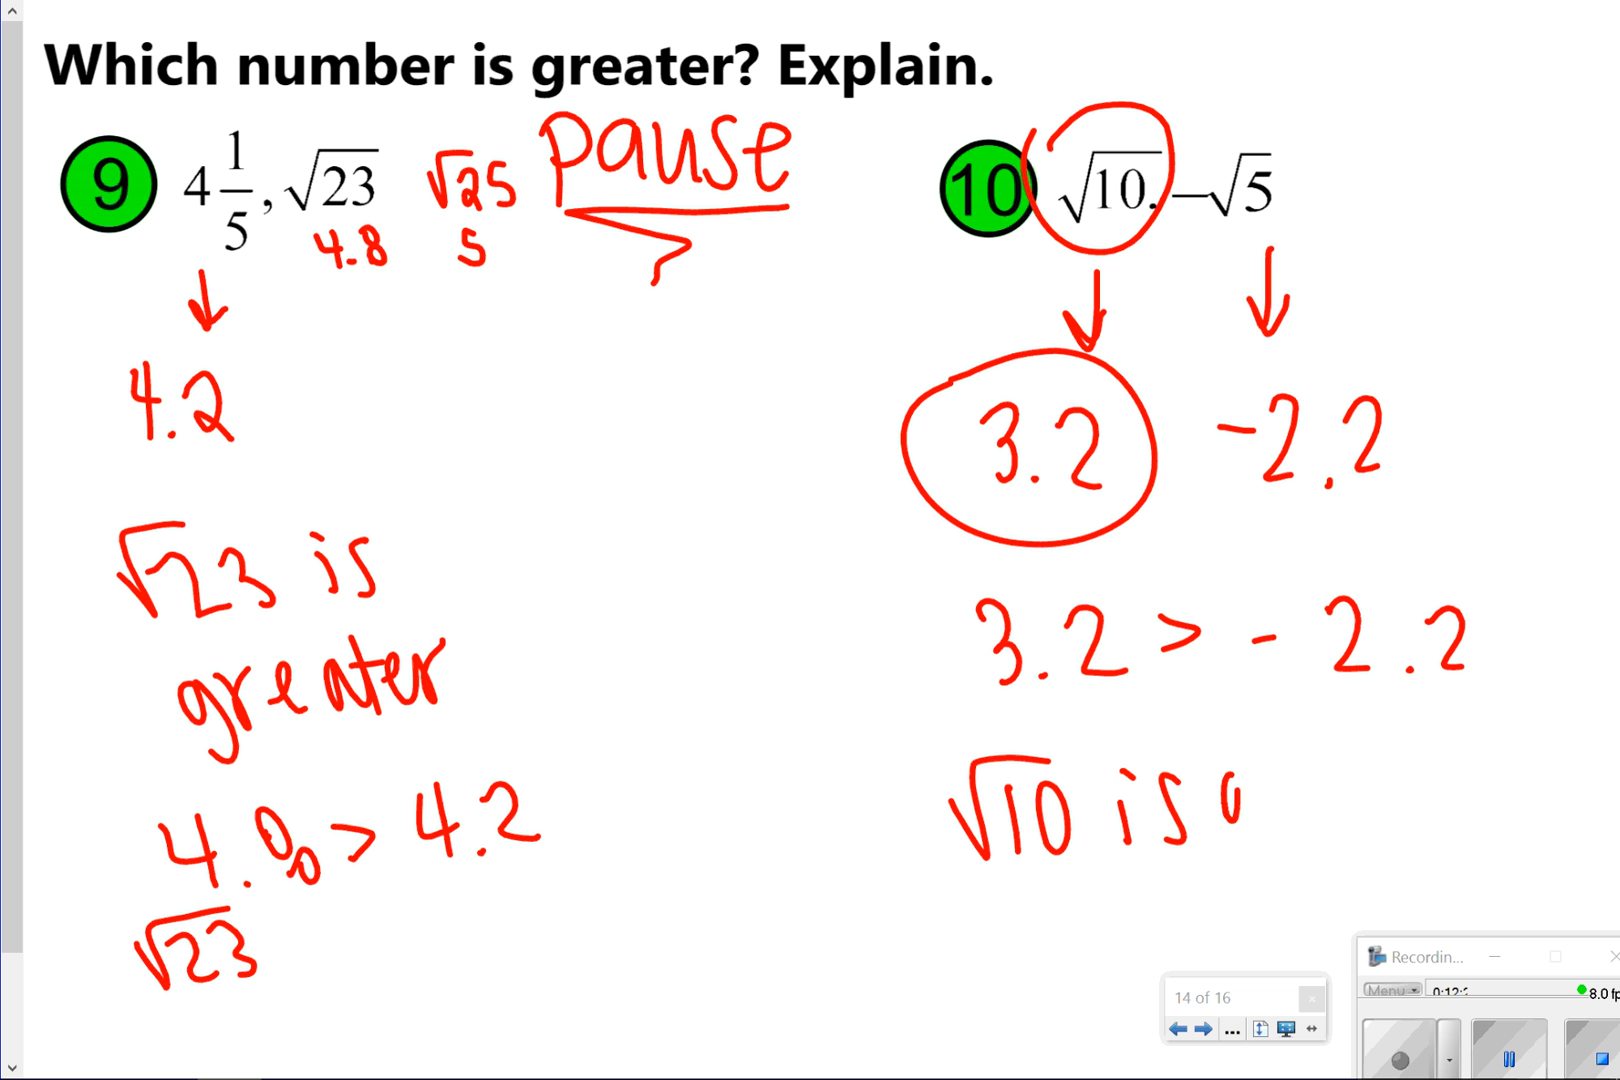 Which number is greater? Explain.
9 4 1/5, √23 √25 pause
4.8 5
4.2
√23 is
greater
4.8 > 4.2
√23
10 √10, -√5
3.2 -2.2
3.2 > - 2.2
√10 is
14 of 16
...
Recordin...
Menu
8.0 fp